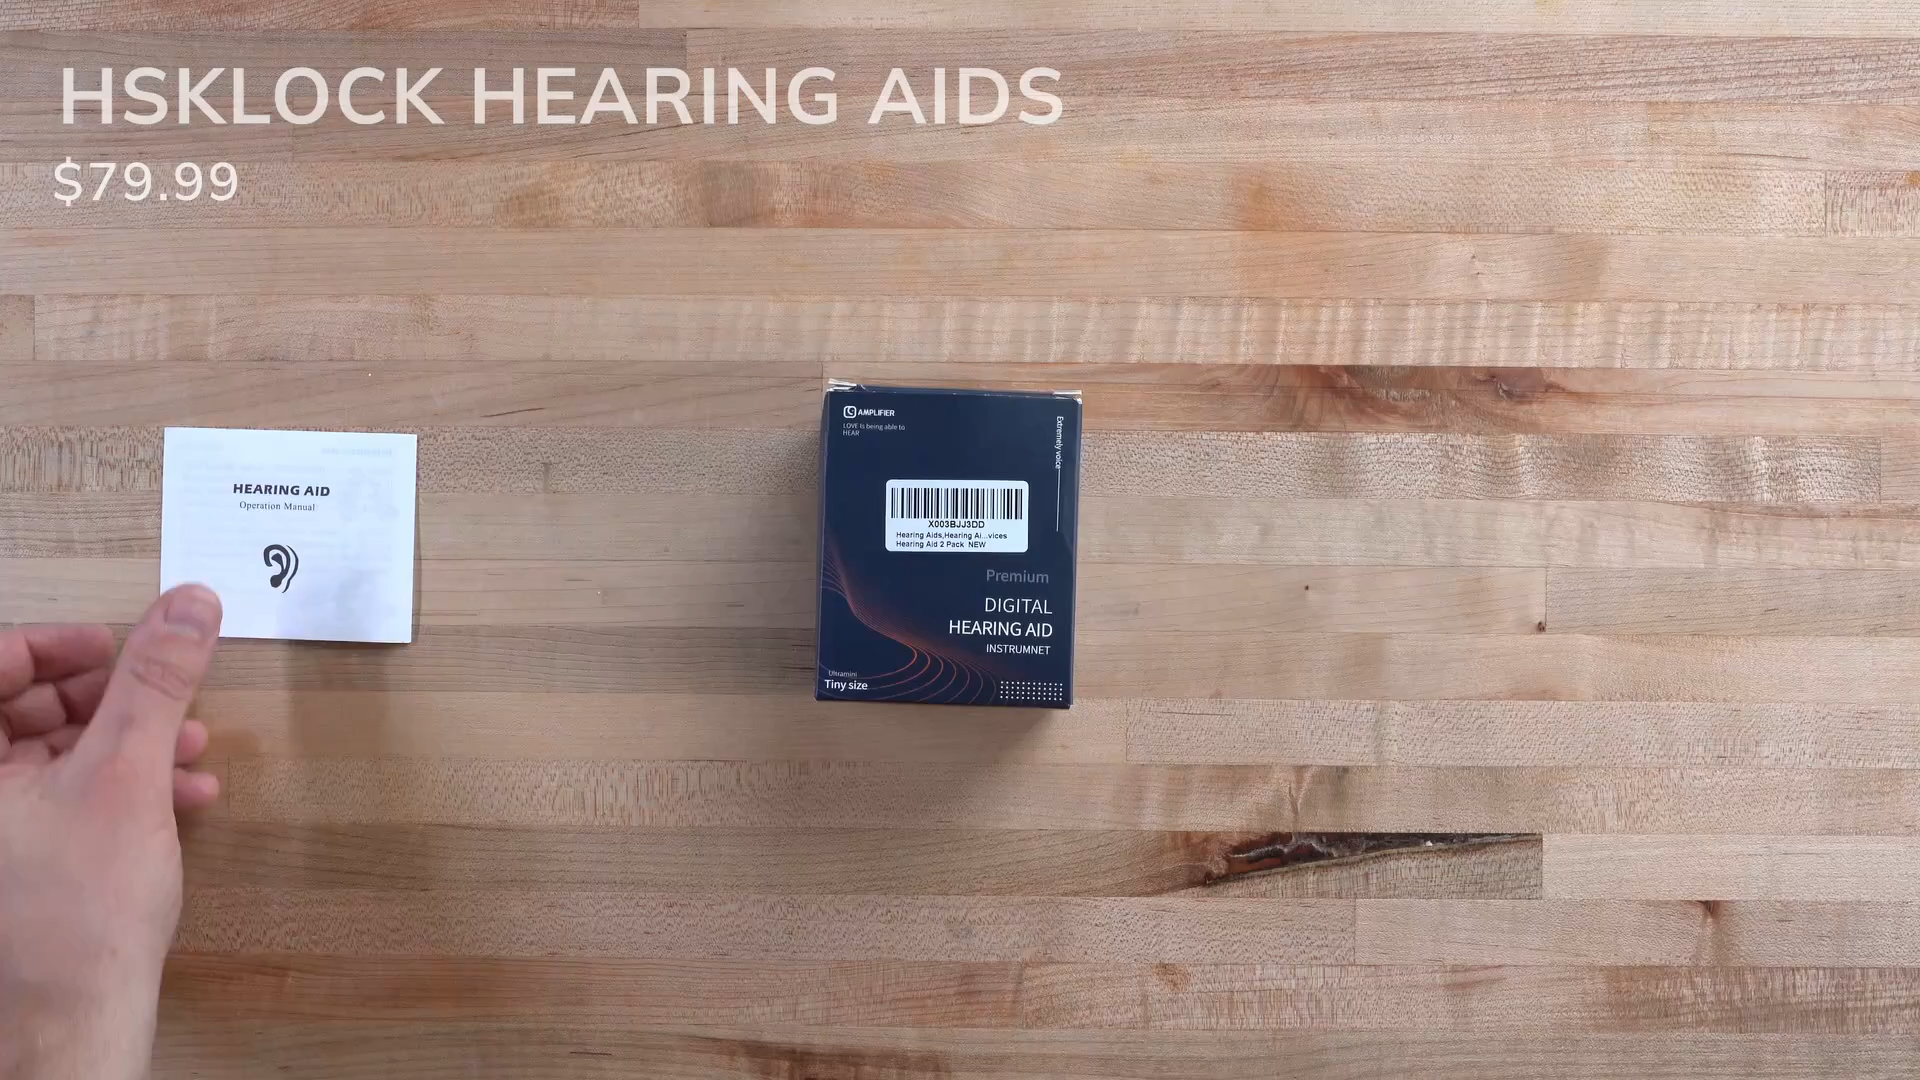 HSKLOCK HEARING AIDS
$79.99
HEARING AID
Operation Manual
AMPLIFIER
LOVE is being able to
HEAR
Extremely voice
X003BJJ3DD
Hearing Aids,Hearing Ai...vices
Hearing Aid 2 Pack NEW
Premium
DIGITAL
HEARING AID
INSTRUMNET
Ultramini
Tiny size